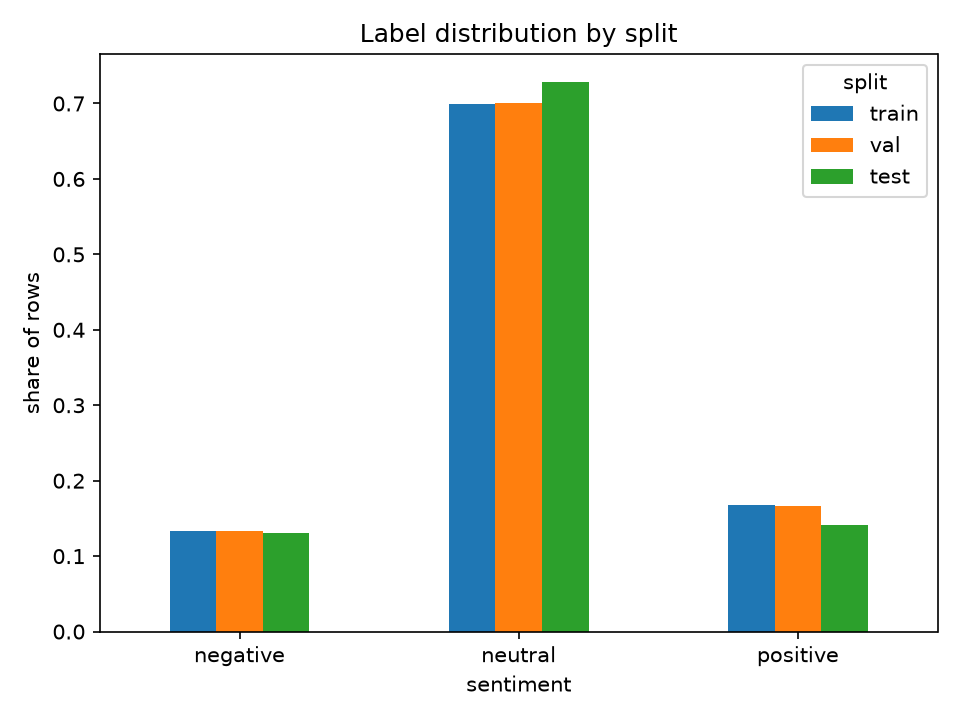 Label distribution by split
split
train
val
test
0.7
0.6
0.5
0.4
0.3
0.2
0.1
0.0
share of rows
negative
neutral
positive
sentiment